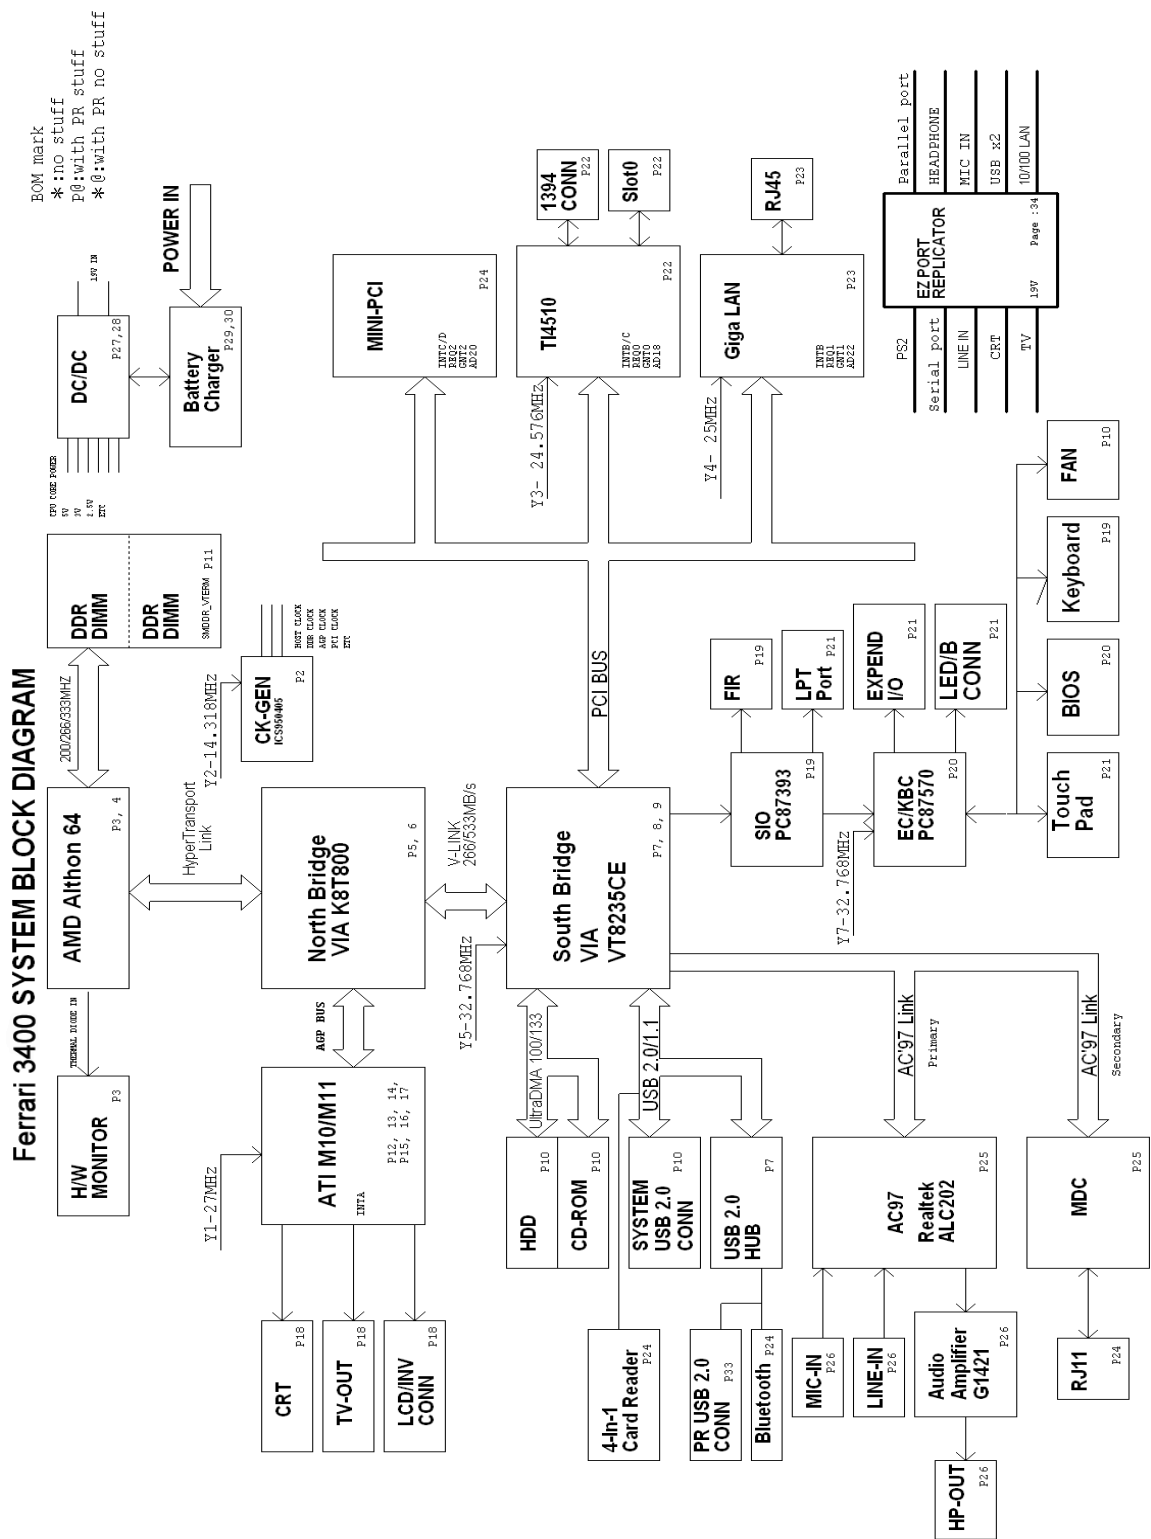 Ferrari 3400 SYSTEM BLOCK DIAGRAM
BOM mark
*:no stuff
P@:with PR stuff
*@:with PR no stuff
H/W
MONITOR
P3
THERMAL DIODE IN
AMD Althon 64
P3, 4
200/266/333MHZ
DDR
DIMM
DDR
DIMM
SMDDR_VTERM
P11
CPU CORE POWER
5V
3V
2.5V
ETC
DC/DC
P27,28
19V IN
Battery
Charger
P29,30
POWER IN
HyperTransport
Link
Y2-14.318MHz
CK-GEN
ICS950405
P2
HOST CLOCK
DDR CLOCK
AGP CLOCK
PCI CLOCK
ETC
Y1-27MHz
ATI M10/M11
INTA
P12, 13, 14,
P15, 16, 17
AGP BUS
North Bridge
VIA K8T800
P5, 6
CRT
P18
TV-OUT
P18
LCD/INV
CONN
P18
V-LINK
266/533MB/s
Y5-32.768MHz
South Bridge
VIA
VT8235CE
P7, 8, 9
PCI BUS
MINI-PCI
P24
INTC/D
REQ2
GNT2
AD20
Y3- 24.576MHz
TI4510
P22
INTB/C
REQ0
GNT0
AD18
1394
CONN
P22
Slot0
P22
Y4- 25MHz
Giga LAN
P23
INTB
REQ1
GNT1
AD22
RJ45
P23
UltraDMA 100/133
HDD
P10
CD-ROM
P10
USB 2.0/1.1
SYSTEM
USB 2.0
CONN
P10
USB 2.0
HUB
P7
4-In-1
Card Reader
P24
PR USB 2.0
CONN
P33
Bluetooth
P24
SIO
PC87393
P19
FIR
P19
LPT
Port
P21
Y7-32.768MHz
EC/KBC
PC87570
P20
EXPEND
I/O
P21
LED/B
CONN
P21
Touch
Pad
P21
BIOS
P20
Keyboard
P19
FAN
P10
AC'97 Link
Primary
AC'97 Link
Secondary
AC97
Realtek
ALC202
P25
MDC
P25
MIC-IN
P26
LINE-IN
P26
Audio
Amplifier
G1421
P26
HP-OUT
P26
RJ11
P24
EZ PORT
REPLICATOR
19V
Page :34
PS2
Serial port
LINE IN
CRT
TV
Parallel port
HEADPHONE
MIC IN
USB x2
10/100 LAN